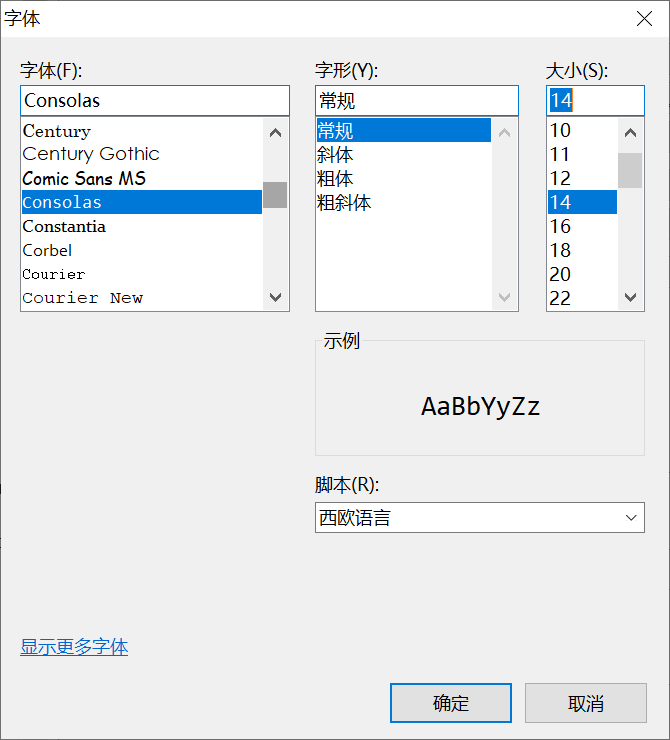 字体
字体(F):
Consolas
Century
Century Gothic
Comic Sans MS
Consolas
Constantia
Corbel
Courier
Courier New
字形(Y):
常规
常规
斜体
粗体
粗斜体
大小(S):
14
10
11
12
14
16
18
20
22
示例
AaBbYyZz
脚本(R):
西欧语言
显示更多字体
确定
取消